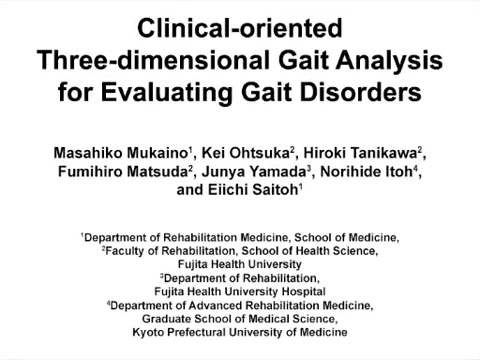 Clinical-oriented
Three-dimensional Gait Analysis
for Evaluating Gait Disorders
Masahiko Mukaino¹, Kei Ohtsuka², Hiroki Tanikawa²,
Fumihiro Matsuda², Junya Yamada³, Norihide Itoh⁴,
and Eiichi Saitoh¹
¹Department of Rehabilitation Medicine, School of Medicine,
²Faculty of Rehabilitation, School of Health Science,
Fujita Health University
³Department of Rehabilitation,
Fujita Health University Hospital
⁴Department of Advanced Rehabilitation Medicine,
Graduate School of Medical Science,
Kyoto Prefectural University of Medicine